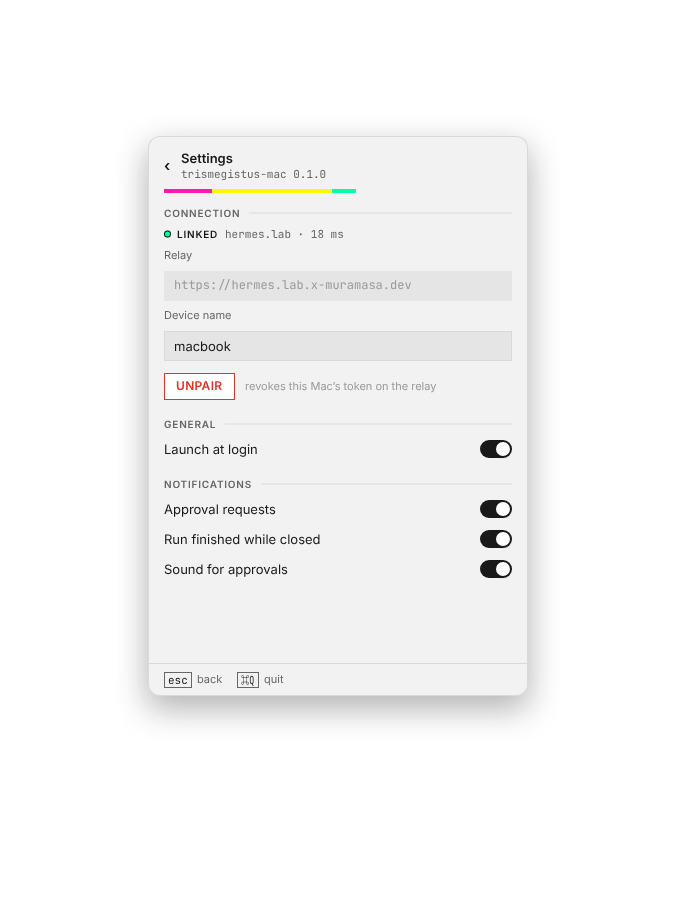 ‹ Settings
trismegistus-mac 0.1.0
CONNECTION
LINKED hermes.lab · 18 ms
Relay
https://hermes.lab.x-muramasa.dev
Device name
macbook
UNPAIR revokes this Mac’s token on the relay
GENERAL
Launch at login
NOTIFICATIONS
Approval requests
Run finished while closed
Sound for approvals
esc back ⌘Q quit